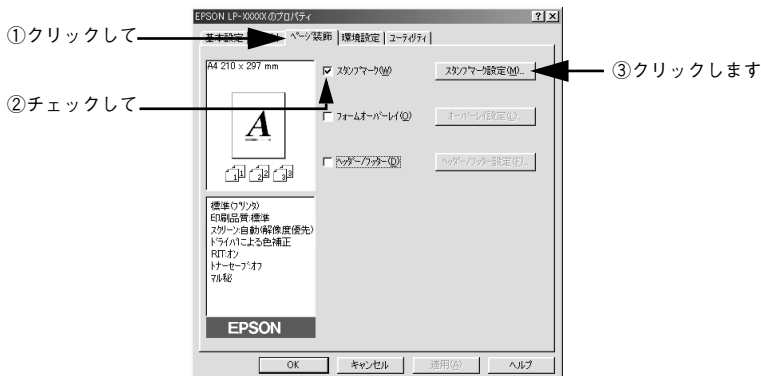 EPSON LP-XXXXX のプロパティ
①クリックして
基本設定
ページ装飾
環境設定
ユーティリティ
A4 210 x 297 mm
スタンプマーク(W)
スタンプマーク設定(M)...
③クリックします
②チェックして
フォームオーバーレイ(O)
オーバーレイ設定(L)...
A
ヘッダー/フッター(D)
ヘッダー/フッター設定(F)...
1 1 2 2 3 3
標準(プリンタ)
印刷品質:標準
スクリーン:自動(解像度優先)
ドライバによる色補正
RIT:オン
トナーセーブ:オフ
マル秘
EPSON
OK
キャンセル
適用(A)
ヘルプ